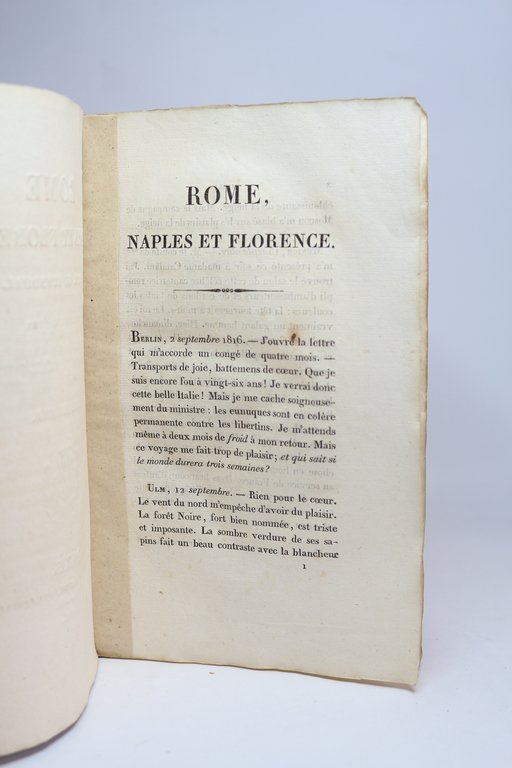 ROME,
NAPLES ET FLORENCE.
BERLIN, 2 septembre 1816. — J'ouvre la lettre
qui m'accorde un congé de quatre mois. —
Transports de joie, battemens de cœur. Que je
suis encore fou à vingt-six ans! Je verrai donc
cette belle Italie! Mais je me cache soigneuse-
ment du ministre : les eunuques sont en colère
permanente contre les libertins. Je m'attends
même à deux mois de froid à mon retour. Mais
ce voyage me fait trop de plaisir; et qui sait si
le monde durera trois semaines?
ULM, 12 septembre. — Rien pour le cœur.
Le vent du nord m'empêche d'avoir du plaisir.
La forêt Noire, fort bien nommée, est triste
et imposante. La sombre verdure de ses sa-
pins fait un beau contraste avec la blancheur
1